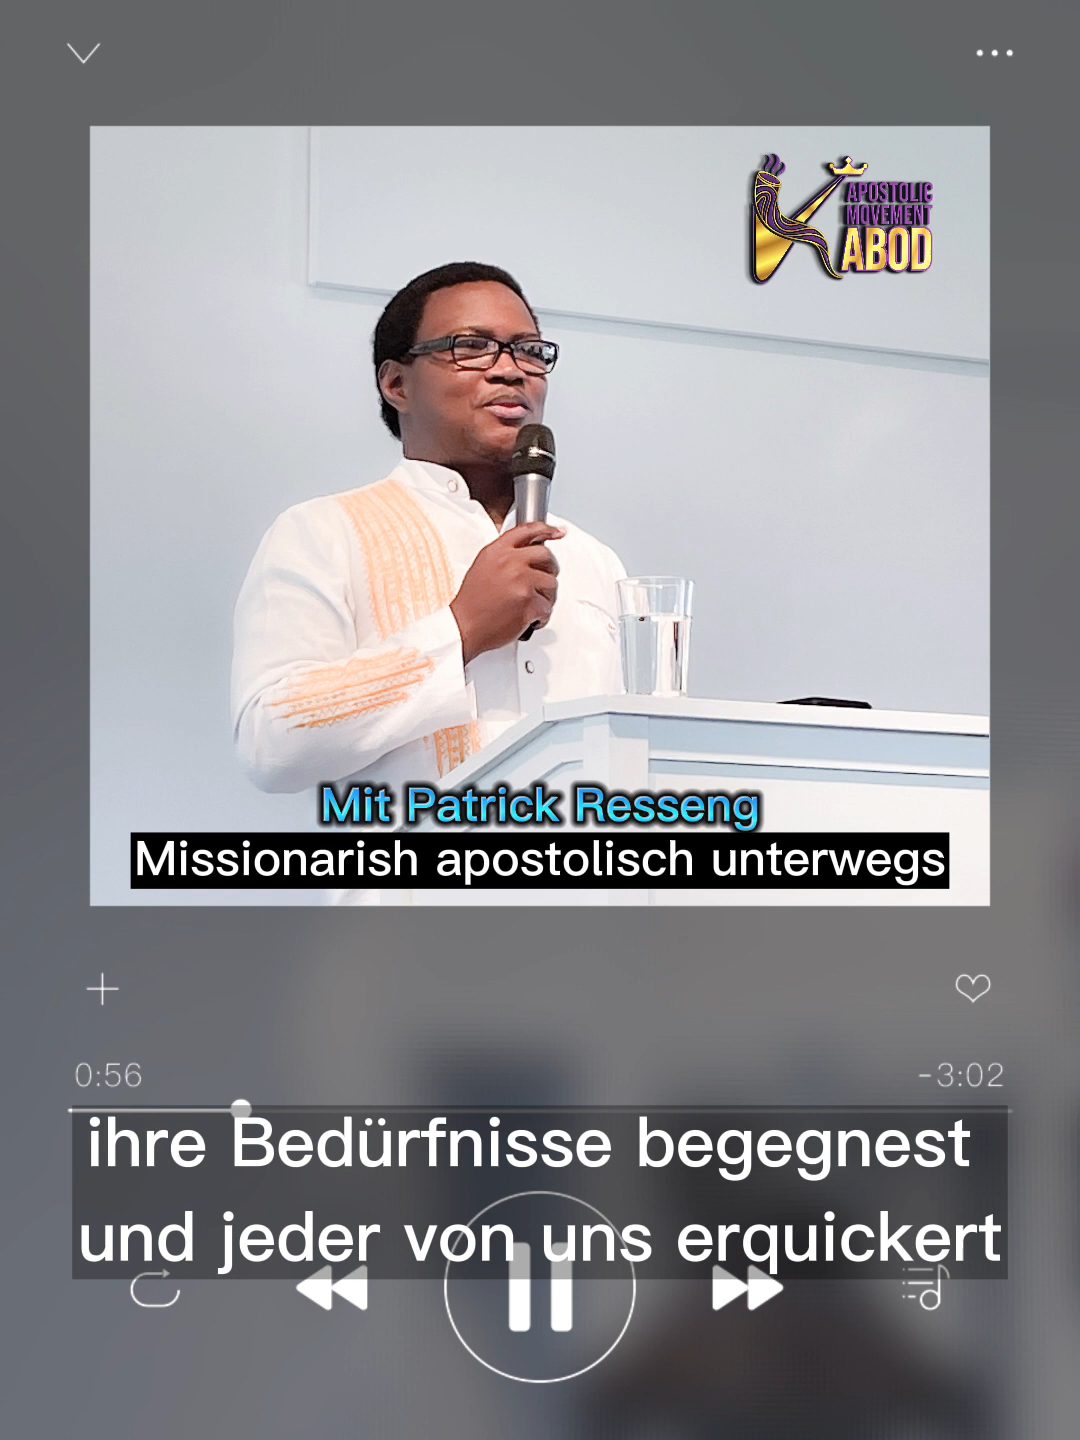 APOSTOLIC
MOVEMENT
KABOD
Mit Patrick Resseng
Missionarish apostolisch unterwegs
0:56
-3:02
ihre Bedürfnisse begegnest
und jeder von uns erquickert